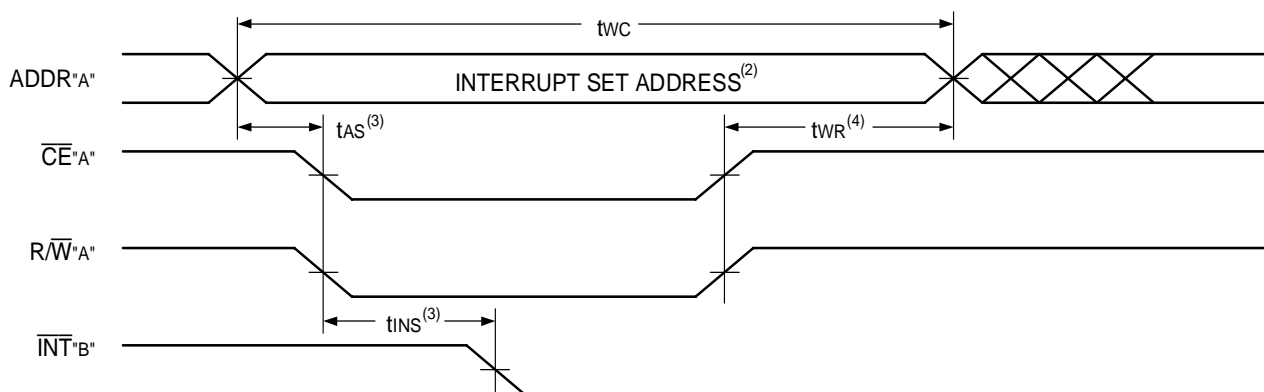 tWC
ADDR"A"
INTERRUPT SET ADDRESS(2)
tAS(3)
tWR(4)
CE"A"
R/W"A"
tINS(3)
INT"B"